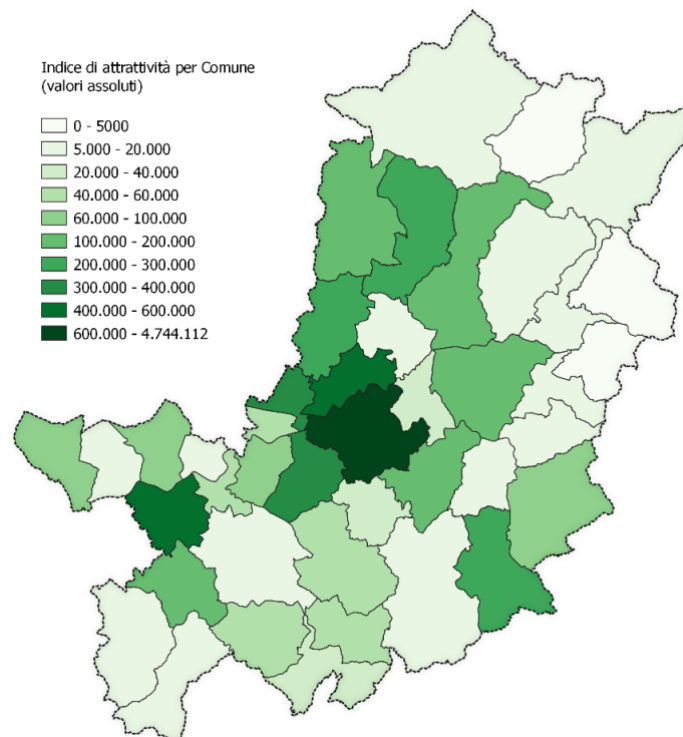 Indice di attrattività per Comune
(valori assoluti)
0 - 5000
5.000 - 20.000
20.000 - 40.000
40.000 - 60.000
60.000 - 100.000
100.000 - 200.000
200.000 - 300.000
300.000 - 400.000
400.000 - 600.000
600.000 - 4.744.112